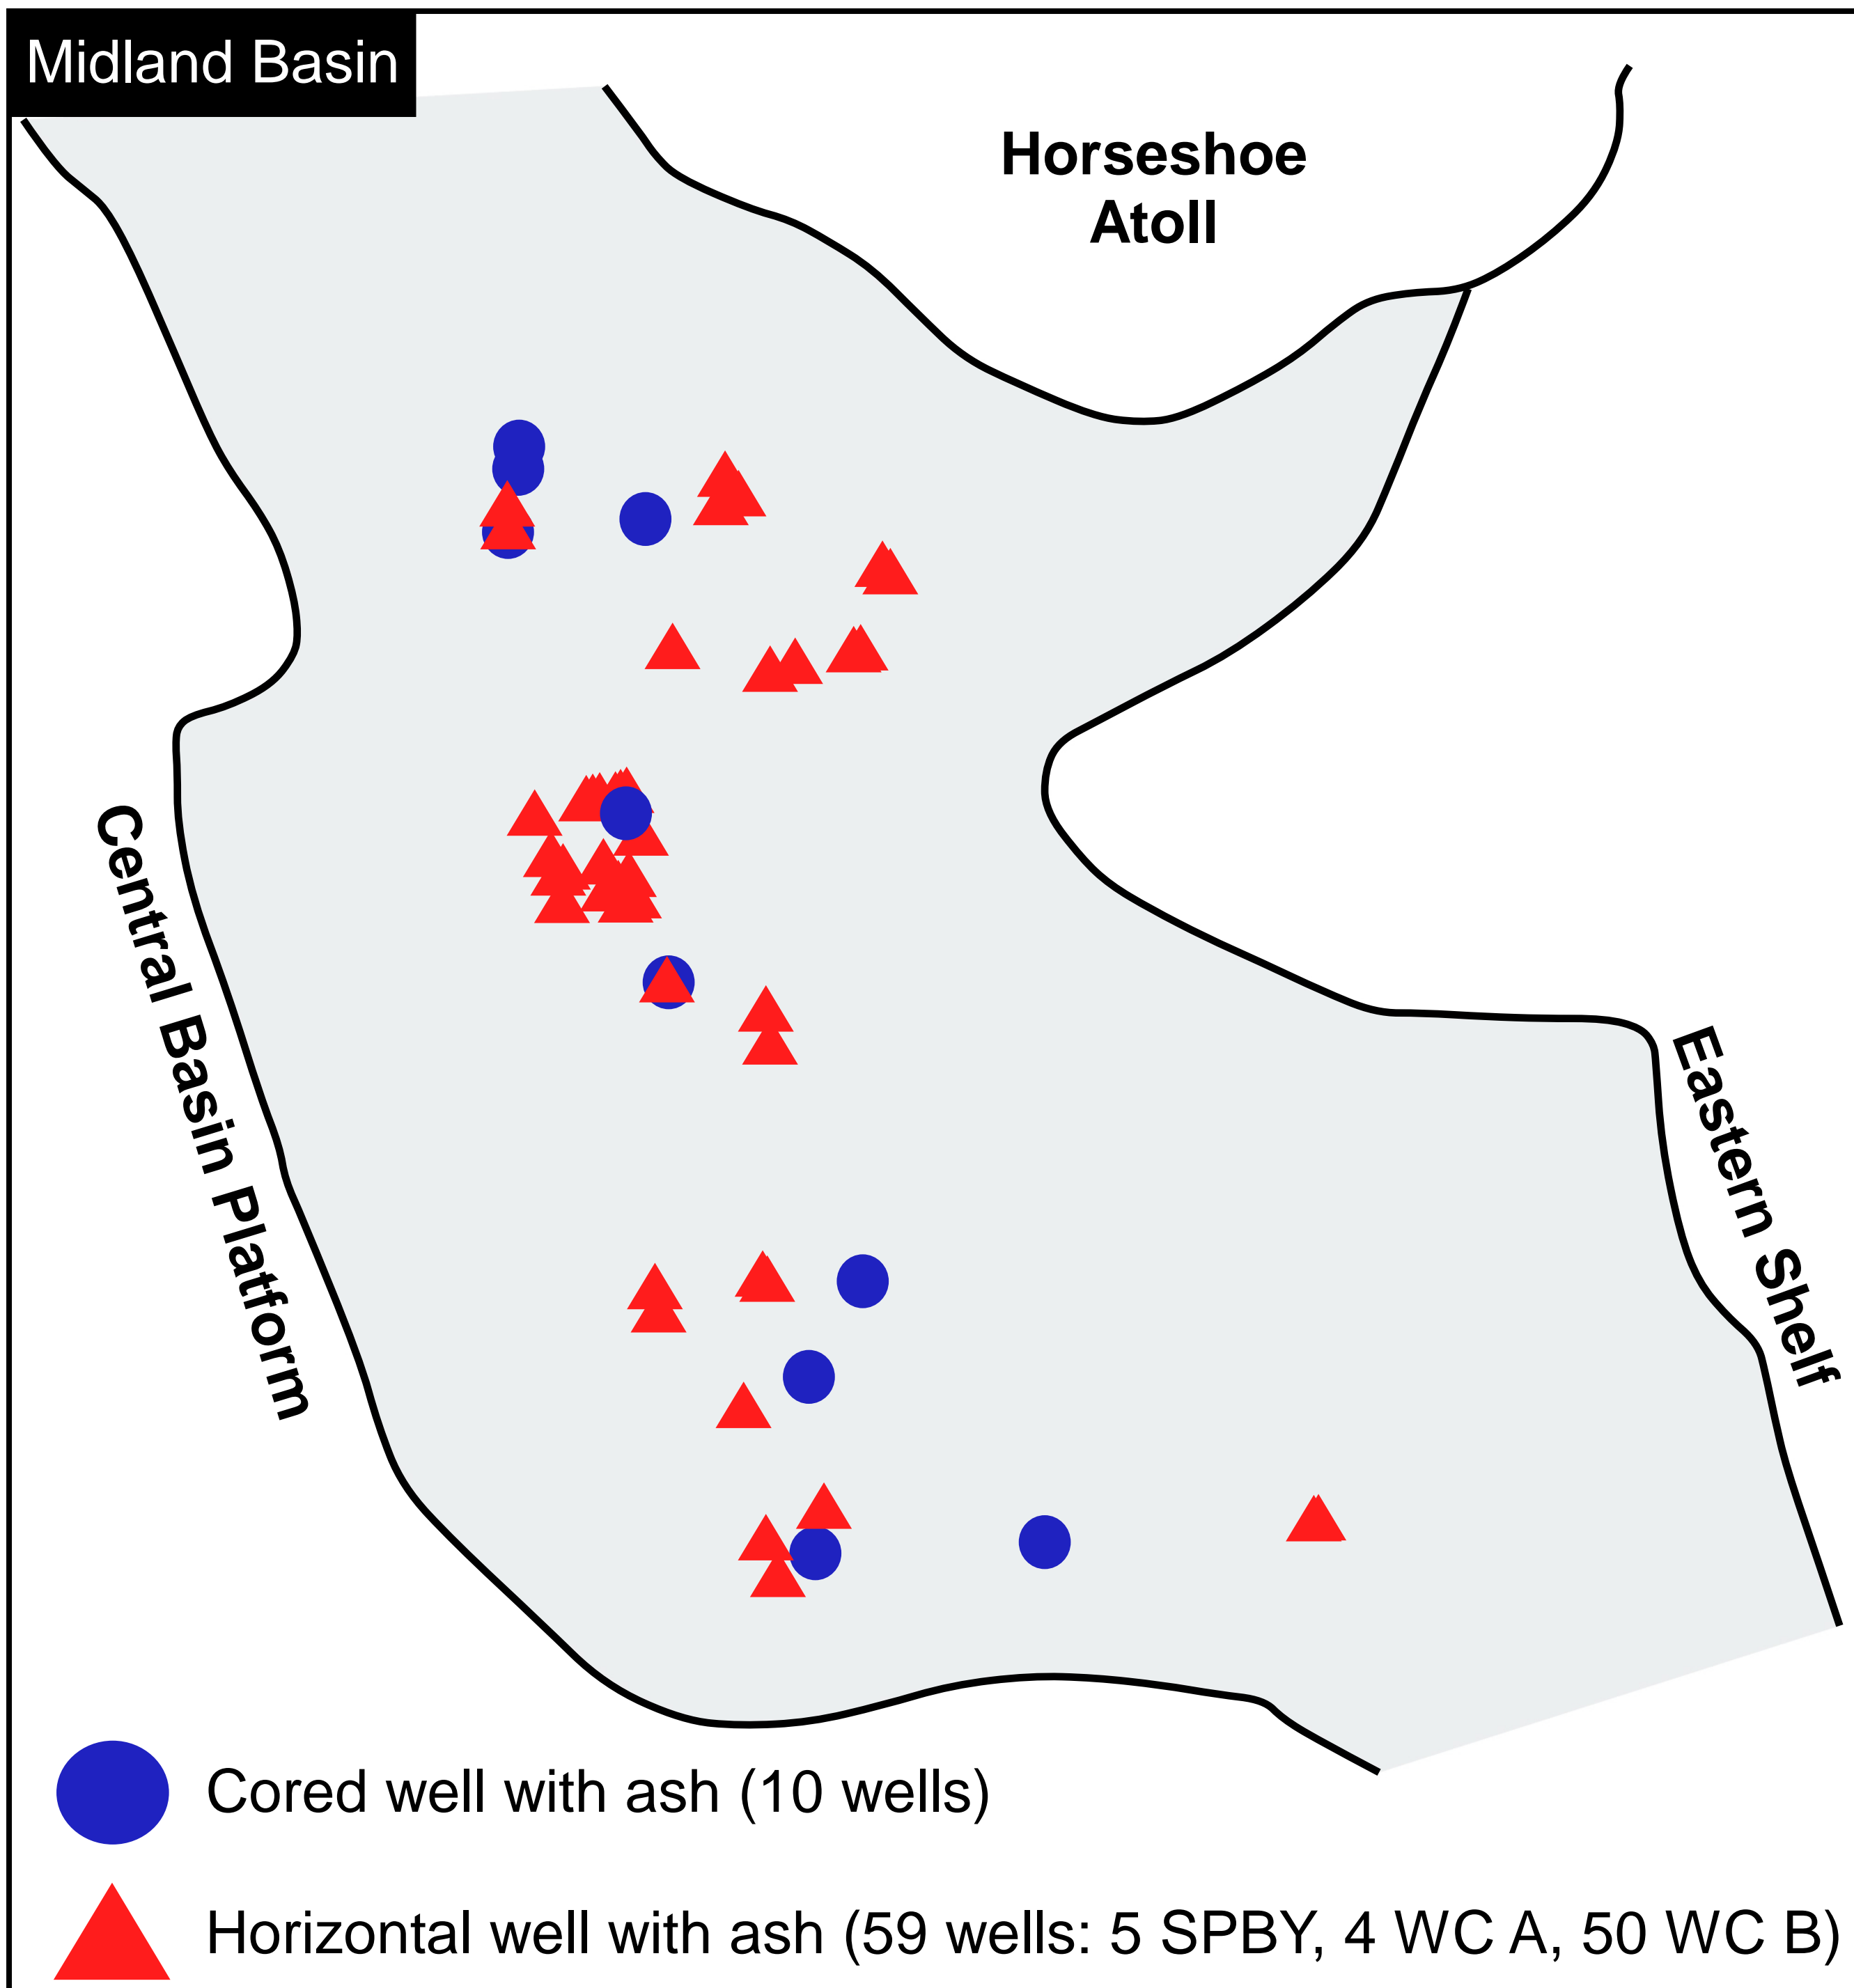 Midland Basin
Horseshoe
Atoll
Central Basin Platform
Eastern Shelf
Cored well with ash (10 wells)
Horizontal well with ash (59 wells: 5 SPBY, 4 WC A, 50 WC B)